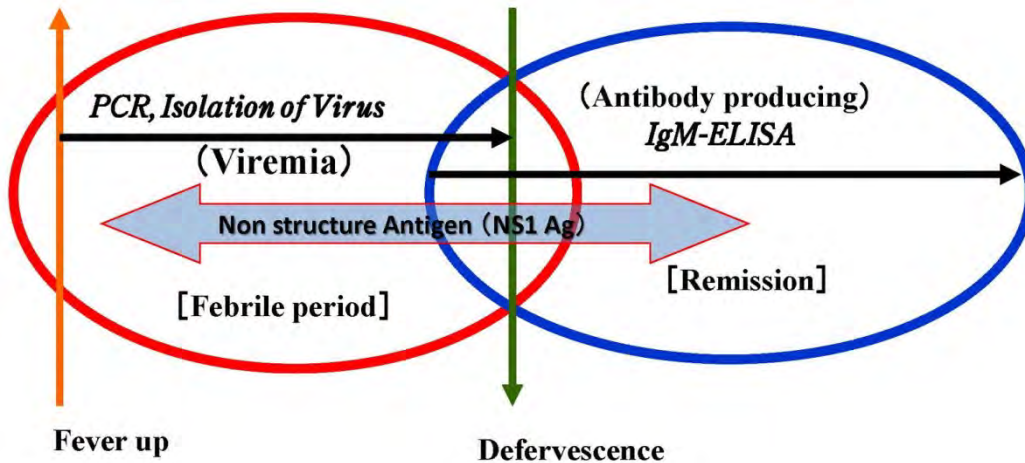 PCR, Isolation of Virus
（Viremia）
（Antibody producing）
IgM-ELISA
Non structure Antigen（NS1 Ag）
［Febrile period］
［Remission］
Fever up
Defervescence